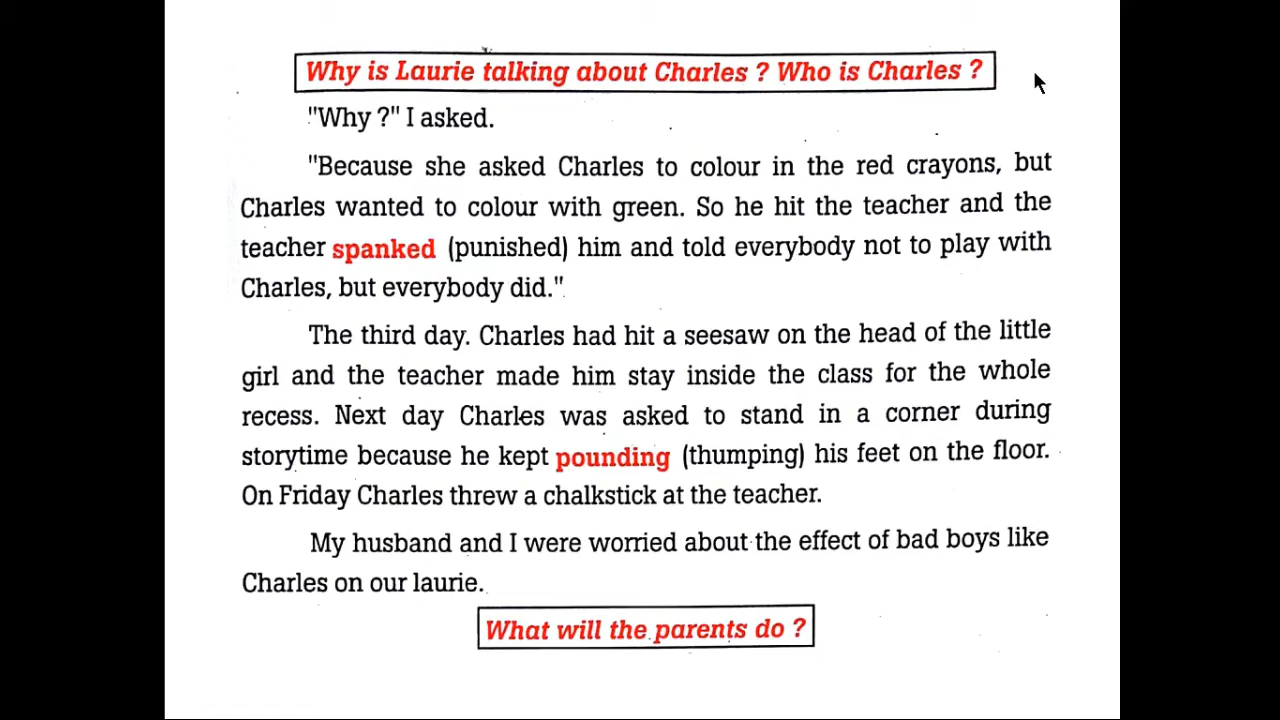 Why is Laurie talking about Charles ? Who is Charles ?
"Why ?" I asked.
"Because she asked Charles to colour in the red crayons, but
Charles wanted to colour with green. So he hit the teacher and the
teacher spanked (punished) him and told everybody not to play with
Charles, but everybody did."
The third day. Charles had hit a seesaw on the head of the little
girl and the teacher made him stay inside the class for the whole
recess. Next day Charles was asked to stand in a corner during
storytime because he kept pounding (thumping) his feet on the floor.
On Friday Charles threw a chalkstick at the teacher.
My husband and I were worried about the effect of bad boys like
Charles on our laurie.
What will the parents do ?